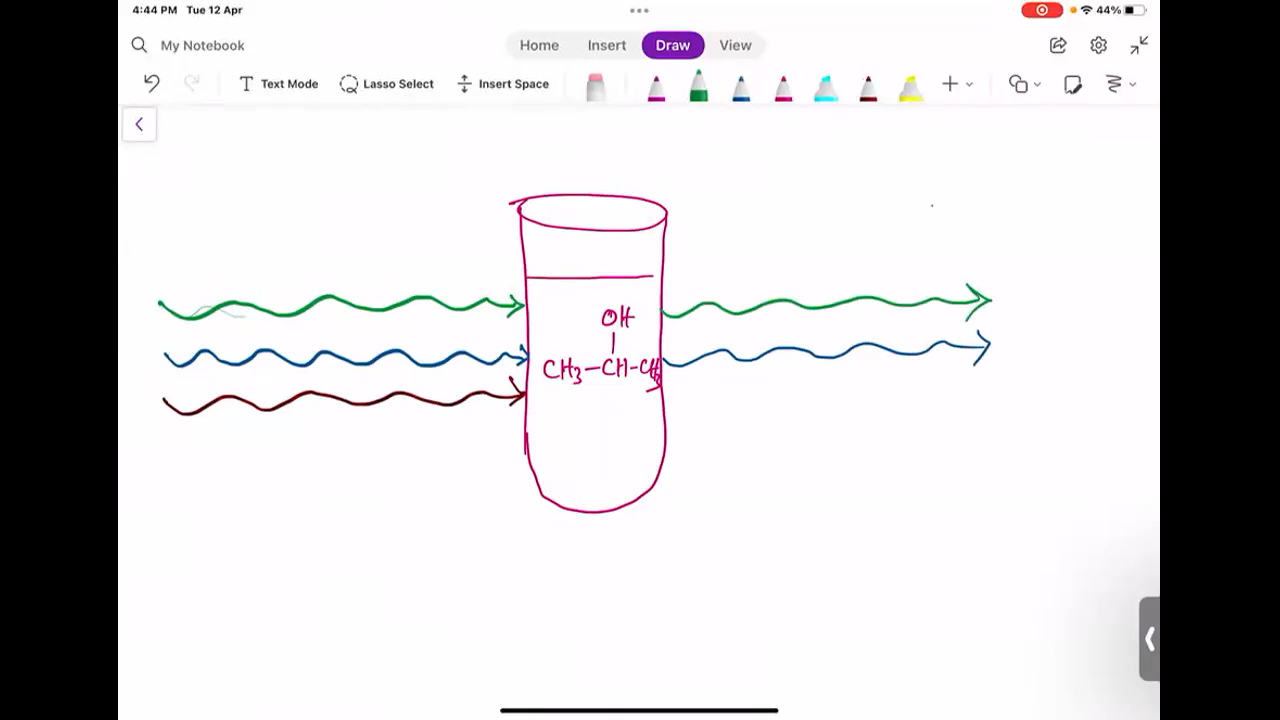 4:44 PM Tue 12 Apr
44%
My Notebook
Home Insert Draw View
Text Mode Lasso Select Insert Space
OH
|
CH3-CH-CH3